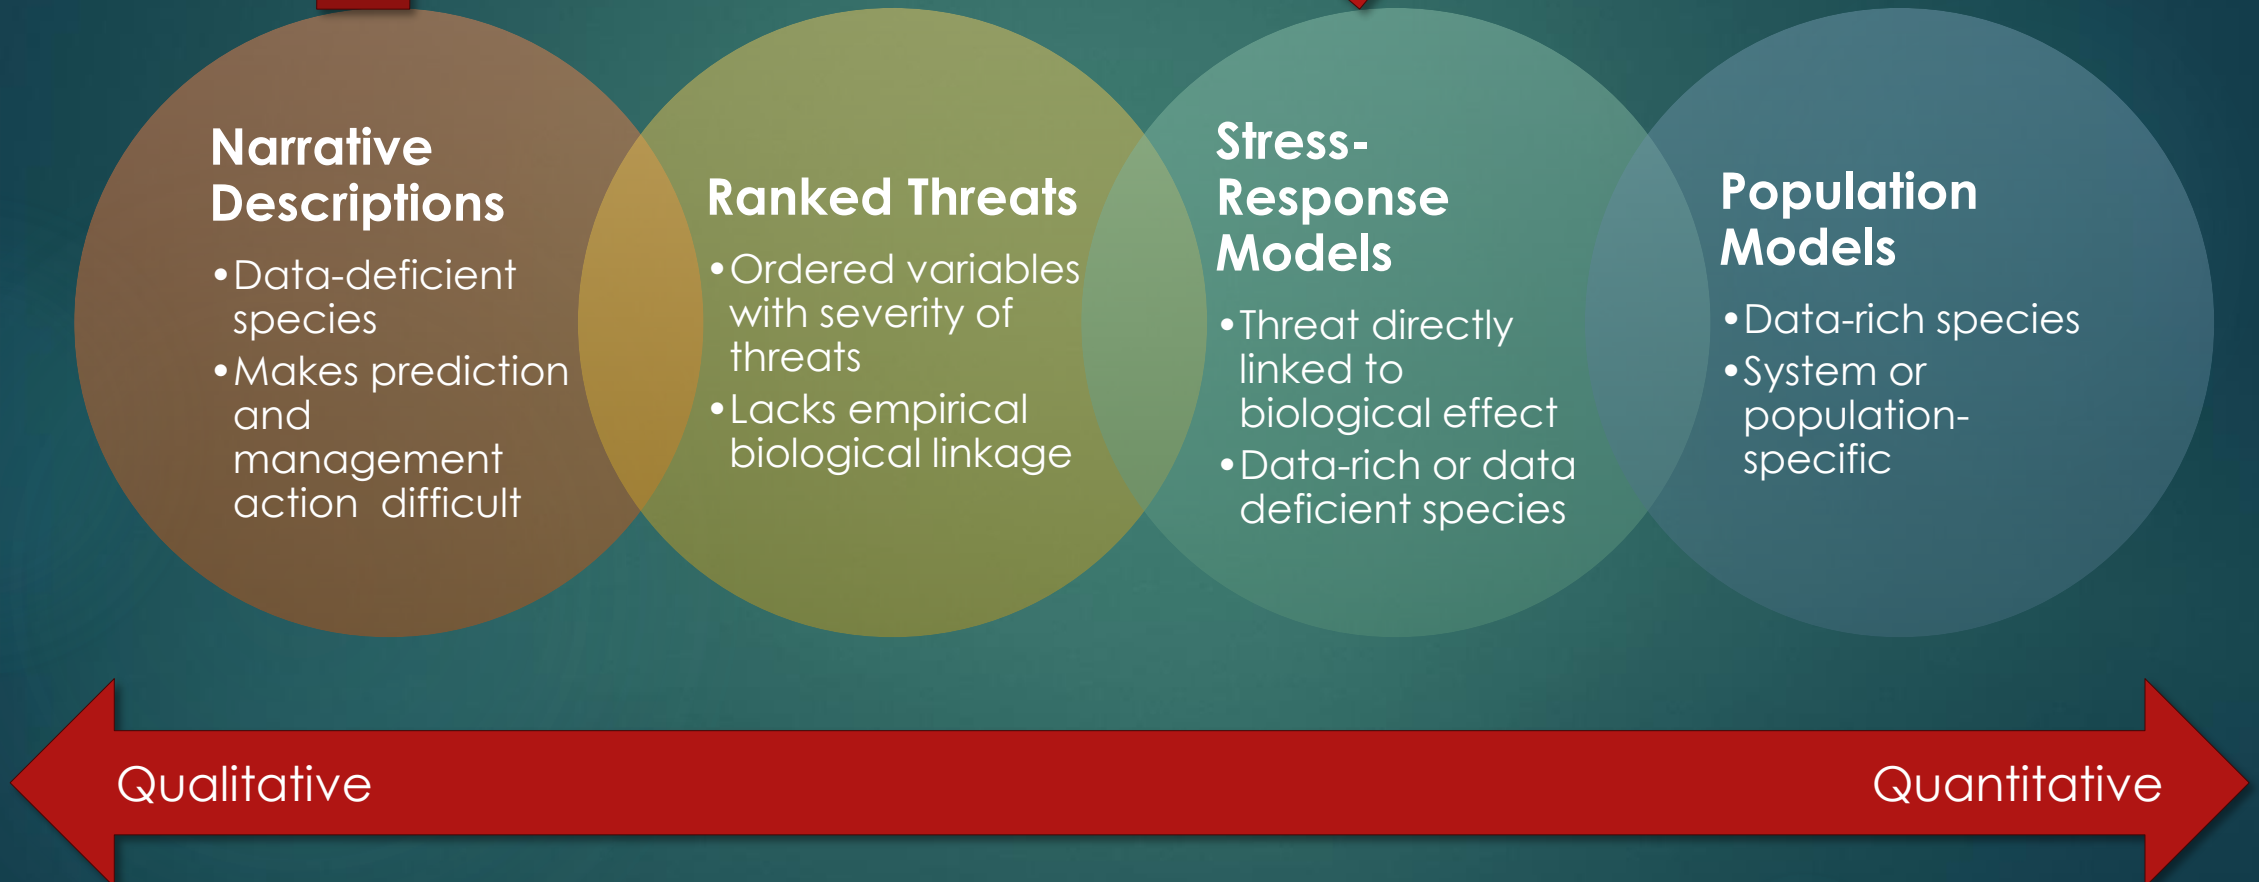 Narrative
Descriptions
•Data-deficient
species
•Makes prediction
and
management
action  difficult
Ranked Threats
•Ordered variables
with severity of
threats
•Lacks empirical
biological linkage
Stress-
Response
Models
•Threat directly
linked to
biological effect
•Data-rich or data
deficient species
Population
Models
•Data-rich species
•System or
population-
specific
Qualitative
Quantitative